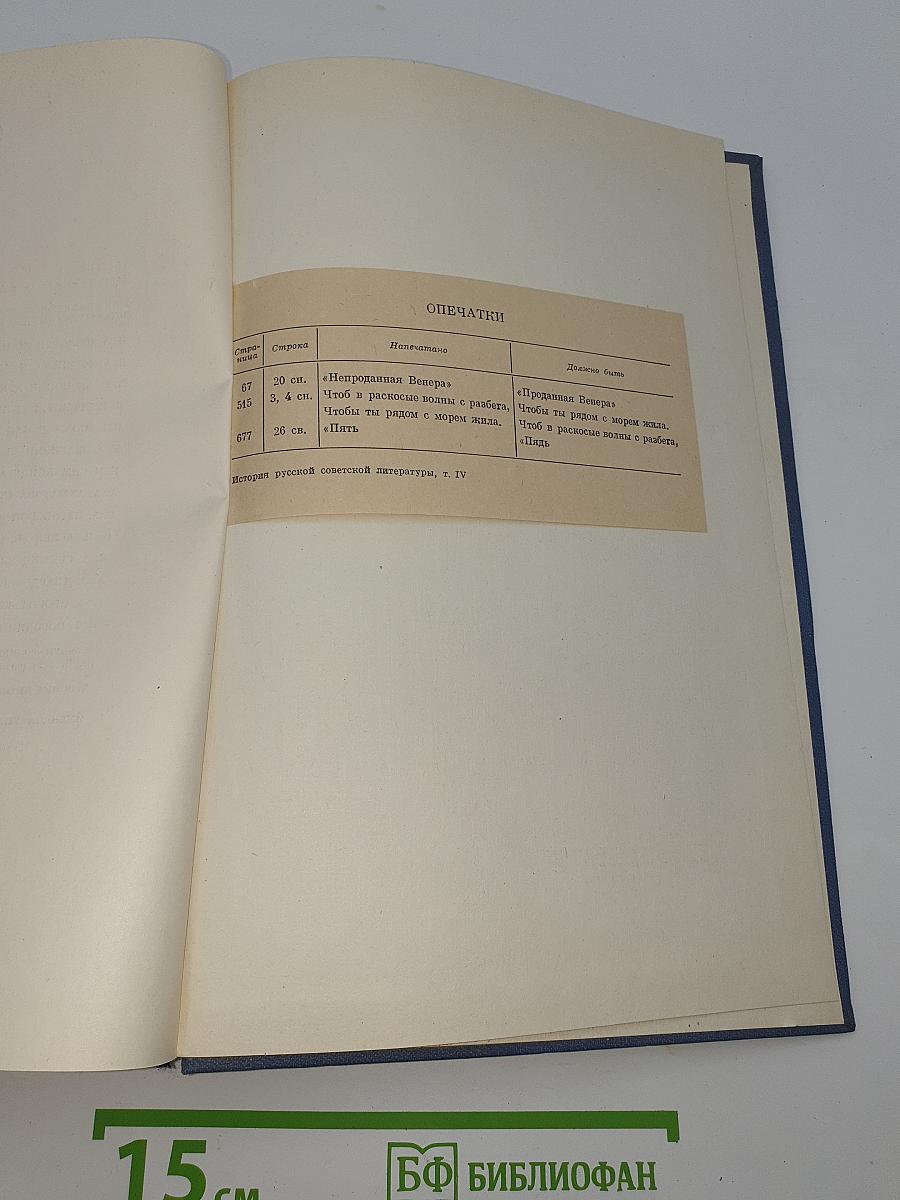 ОПЕЧАТКИ
Стра-
ница
Строка
Напечатано
Должно быть
67 20 сн. «Непроданная Венера» «Проданная Венера»
515 3, 4 сн. Чтоб в раскосые волны с разбега, Чтобы ты рядом с морем жила.
Чтобы ты рядом с морем жила. Чтоб в раскосые волны с разбега,
677 26 св. «Пять «Пядь
История русской советской литературы, т. IV
15 см
БФ БИБЛИОФАН